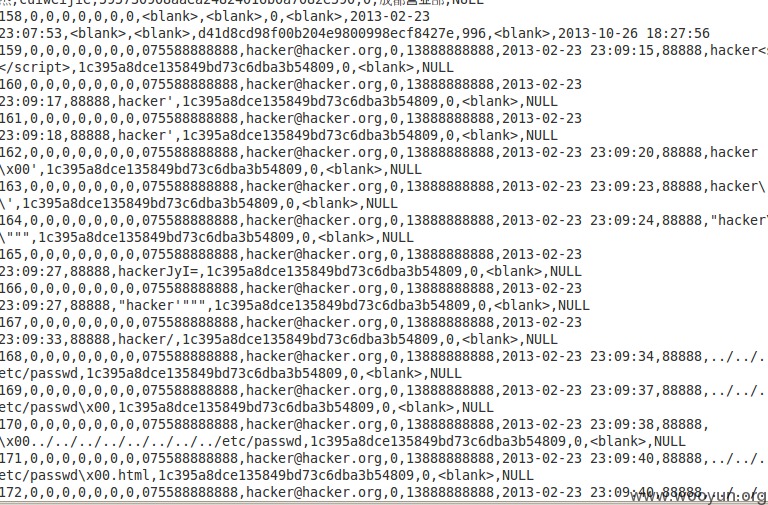 158,0,0,0,0,0,0,<blank>,<blank>,0,<blank>,2013-02-23
23:07:53,<blank>,<blank>,d41d8cd98f00b204e9800998ecf8427e,996,<blank>,2013-10-26 18:27:56
159,0,0,0,0,0,0,0,075588888888,hacker@hacker.org,0,13888888888,2013-02-23 23:09:15,88888,hacker<s
</script>,1c395a8dce135849bd73c6dba3b54809,0,<blank>,NULL
160,0,0,0,0,0,0,0,075588888888,hacker@hacker.org,0,13888888888,2013-02-23
23:09:17,88888,hacker',1c395a8dce135849bd73c6dba3b54809,0,<blank>,NULL
161,0,0,0,0,0,0,0,075588888888,hacker@hacker.org,0,13888888888,2013-02-23
23:09:18,88888,hacker',1c395a8dce135849bd73c6dba3b54809,0,<blank>,NULL
162,0,0,0,0,0,0,0,075588888888,hacker@hacker.org,0,13888888888,2013-02-23 23:09:20,88888,hacker
\x00',1c395a8dce135849bd73c6dba3b54809,0,<blank>,NULL
163,0,0,0,0,0,0,0,075588888888,hacker@hacker.org,0,13888888888,2013-02-23 23:09:23,88888,hacker\
\',1c395a8dce135849bd73c6dba3b54809,0,<blank>,NULL
164,0,0,0,0,0,0,0,075588888888,hacker@hacker.org,0,13888888888,2013-02-23 23:09:24,88888,"hacker\
\""",1c395a8dce135849bd73c6dba3b54809,0,<blank>,NULL
165,0,0,0,0,0,0,0,075588888888,hacker@hacker.org,0,13888888888,2013-02-23
23:09:27,88888,hackerJyI=,1c395a8dce135849bd73c6dba3b54809,0,<blank>,NULL
166,0,0,0,0,0,0,0,075588888888,hacker@hacker.org,0,13888888888,2013-02-23
23:09:27,88888,"hacker'""",1c395a8dce135849bd73c6dba3b54809,0,<blank>,NULL
167,0,0,0,0,0,0,0,075588888888,hacker@hacker.org,0,13888888888,2013-02-23
23:09:33,88888,hacker/,1c395a8dce135849bd73c6dba3b54809,0,<blank>,NULL
168,0,0,0,0,0,0,0,075588888888,hacker@hacker.org,0,13888888888,2013-02-23 23:09:34,88888,../../.
etc/passwd,1c395a8dce135849bd73c6dba3b54809,0,<blank>,NULL
169,0,0,0,0,0,0,0,075588888888,hacker@hacker.org,0,13888888888,2013-02-23 23:09:37,88888,../../.
etc/passwd\x00,1c395a8dce135849bd73c6dba3b54809,0,<blank>,NULL
170,0,0,0,0,0,0,0,075588888888,hacker@hacker.org,0,13888888888,2013-02-23 23:09:38,88888,
\x00../../../../../../../../etc/passwd,1c395a8dce135849bd73c6dba3b54809,0,<blank>,NULL
171,0,0,0,0,0,0,0,075588888888,hacker@hacker.org,0,13888888888,2013-02-23 23:09:40,88888,../../.
etc/passwd\x00.html,1c395a8dce135849bd73c6dba3b54809,0,<blank>,NULL
172,0,0,0,0,0,0,0,075588888888,hacker@hacker.org,0,13888888888,2013-02-23 23:09:40,88888,../../.
www.wooyun.org